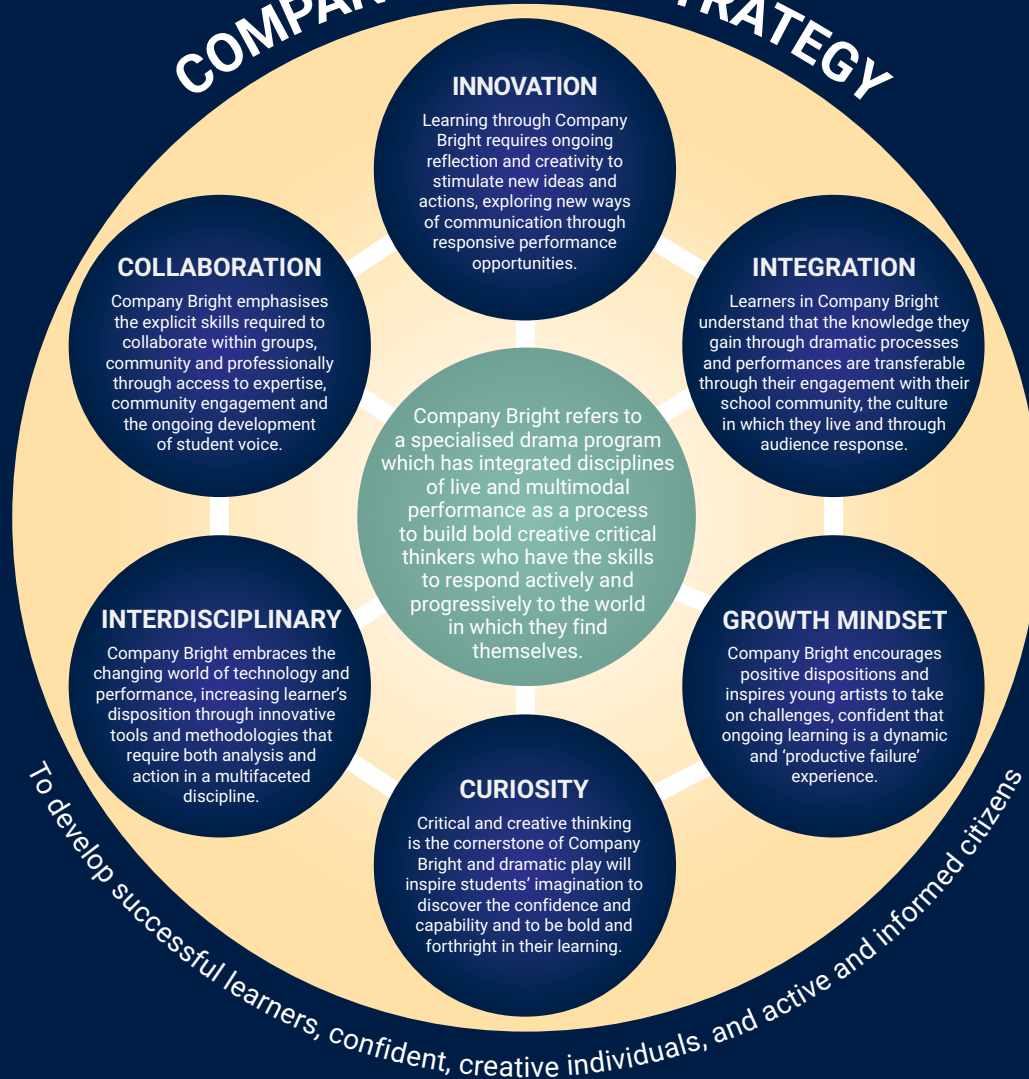 COMPAN
TRATEGY
INNOVATION
Learning through Company
Bright requires ongoing
reflection and creativity to
stimulate new ideas and
actions, exploring new ways
of communication through
responsive performance
opportunities.
COLLABORATION
Company Bright emphasises
the explicit skills required to
collaborate within groups,
community and professionally
through access to expertise,
community engagement and
the ongoing development
of student voice.
INTEGRATION
Learners in Company Bright
understand that the knowledge they
gain through dramatic processes
and performances are transferable
through their engagement with their
school community, the culture
in which they live and through
audience response.
Company Bright refers to
a specialised drama program
which has integrated disciplines
of live and multimodal
performance as a process
to build bold creative critical
thinkers who have the skills
to respond actively and
progressively to the world
in which they find
themselves.
INTERDISCIPLINARY
Company Bright embraces the
changing world of technology and
performance, increasing learner's
disposition through innovative
tools and methodologies that
require both analysis and
action in a multifaceted
discipline.
GROWTH MINDSET
Company Bright encourages
positive dispositions and
inspires young artists to take
on challenges, confident that
ongoing learning is a dynamic
and ‘productive failure’
experience.
CURIOSITY
Critical and creative thinking
is the cornerstone of Company
Bright and dramatic play will
inspire students’ imagination to
discover the confidence and
capability and to be bold and
forthright in their learning.
To develop successful learners, confident, creative individuals, and active and informed citizens